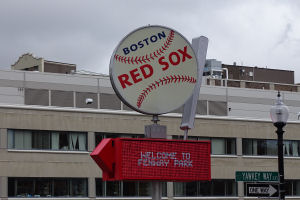 BOSTON
RED SOX
WELCOME TO
FENWAY PARK
YAWKEY WAY
ONE WAY